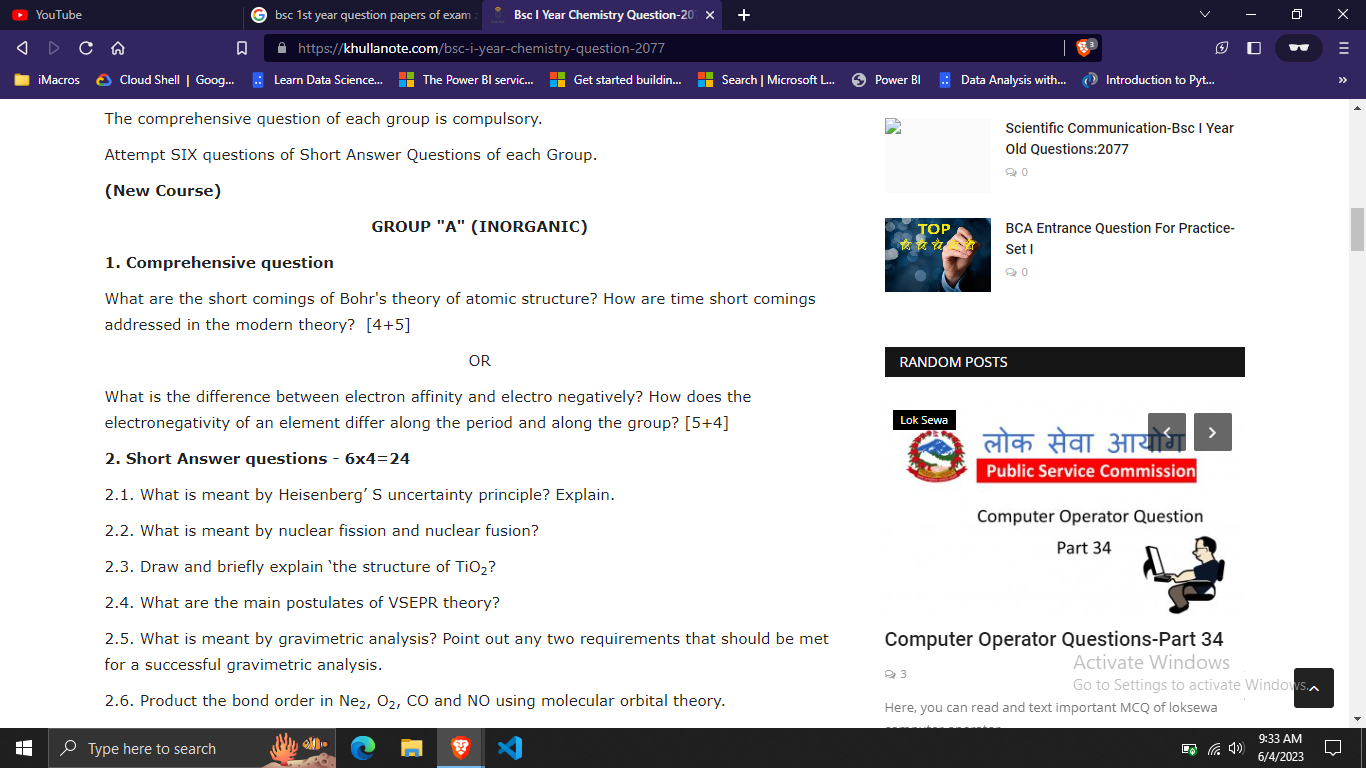 YouTube
bsc 1st year question papers of exam
Bsc I Year Chemistry Question-207
https://khullanote.com/bsc-i-year-chemistry-question-2077
3
iMacros
Cloud Shell | Goog...
Learn Data Science...
The Power BI servic...
Get started buildin...
Search | Microsoft L...
Power BI
Data Analysis with...
Introduction to Pyt...
»
The comprehensive question of each group is compulsory.
Attempt SIX questions of Short Answer Questions of each Group.
(New Course)
GROUP "A" (INORGANIC)
1. Comprehensive question
What are the short comings of Bohr's theory of atomic structure? How are time short comings
addressed in the modern theory?  [4+5]
OR
What is the difference between electron affinity and electro negatively? How does the
electronegativity of an element differ along the period and along the group? [5+4]
2. Short Answer questions - 6x4=24
2.1. What is meant by Heisenberg’ S uncertainty principle? Explain.
2.2. What is meant by nuclear fission and nuclear fusion?
2.3. Draw and briefly explain ‘the structure of TiO₂?
2.4. What are the main postulates of VSEPR theory?
2.5. What is meant by gravimetric analysis? Point out any two requirements that should be met
for a successful gravimetric analysis.
2.6. Product the bond order in Ne₂, O₂, CO and NO using molecular orbital theory.
Scientific Communication-Bsc I Year
Old Questions:2077
0
TOP
BCA Entrance Question For Practice-
Set I
0
RANDOM POSTS
Lok Sewa
लोक सेवा आयोग
Public Service Commission
Computer Operator Question
Part 34
Computer Operator Questions-Part 34
3
Activate Windows
Go to Settings to activate Windows.
Here, you can read and text important MCQ of loksewa
computer operator
Type here to search
9:33 AM
6/4/2023